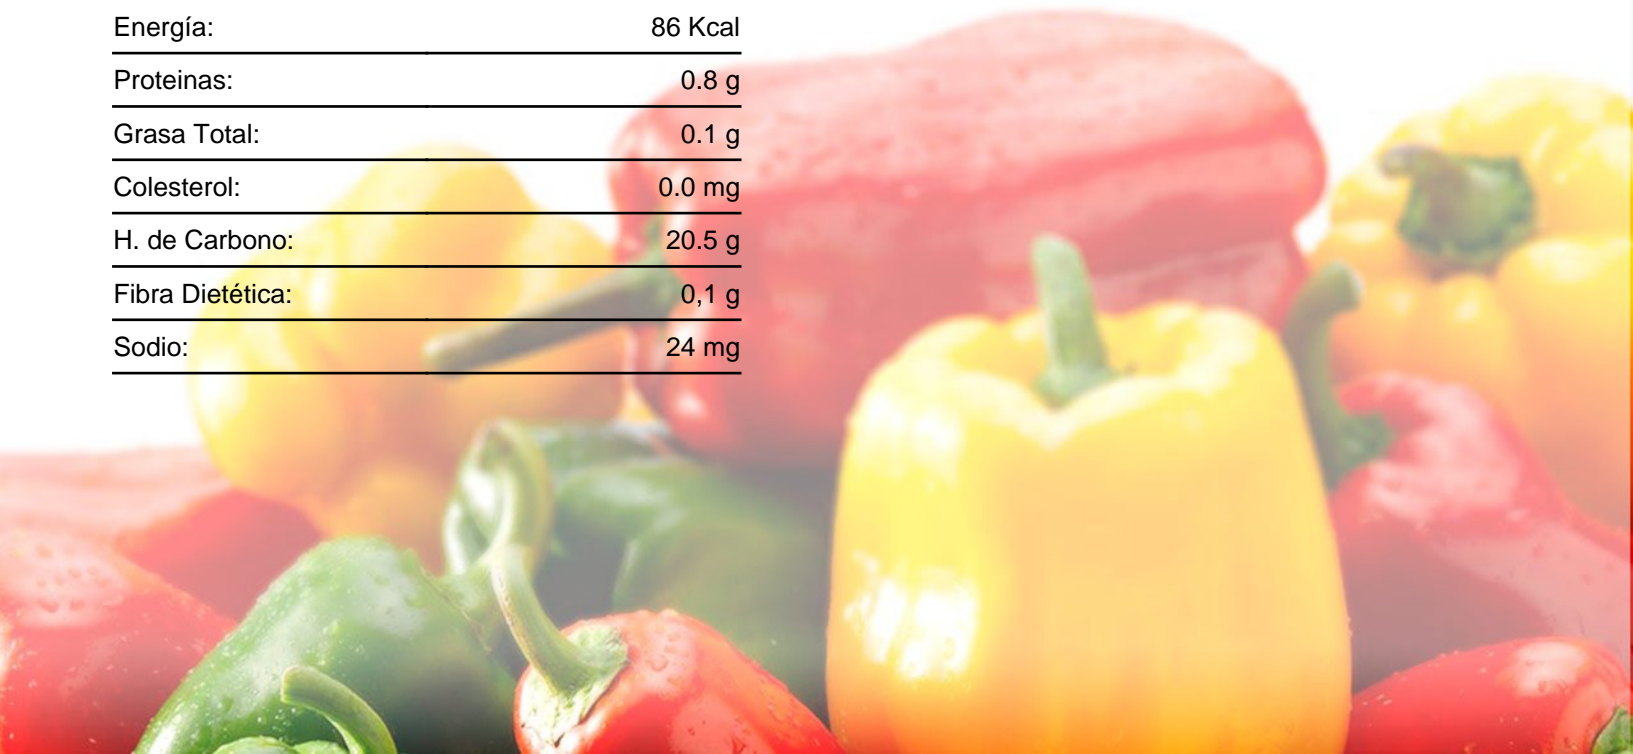 Energía: 86 Kcal
Proteinas: 0.8 g
Grasa Total: 0.1 g
Colesterol: 0.0 mg
H. de Carbono: 20.5 g
Fibra Dietética: 0,1 g
Sodio: 24 mg